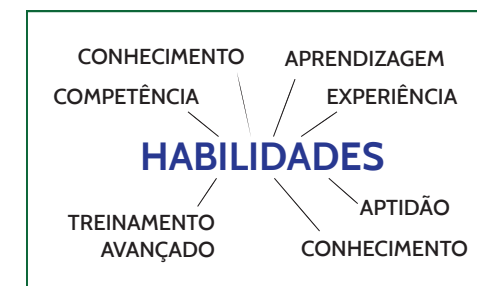 CONHECIMENTO
APRENDIZAGEM
COMPETÊNCIA
EXPERIÊNCIA
HABILIDADES
TREINAMENTO
AVANÇADO
APTIDÃO
CONHECIMENTO